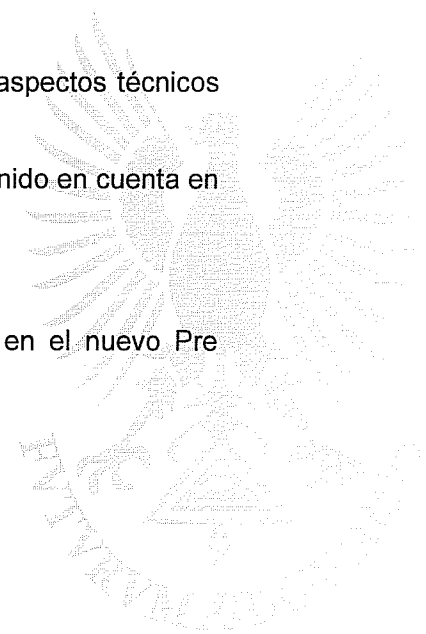 aspectos técnicos
nido en cuenta en
en el nuevo Pre